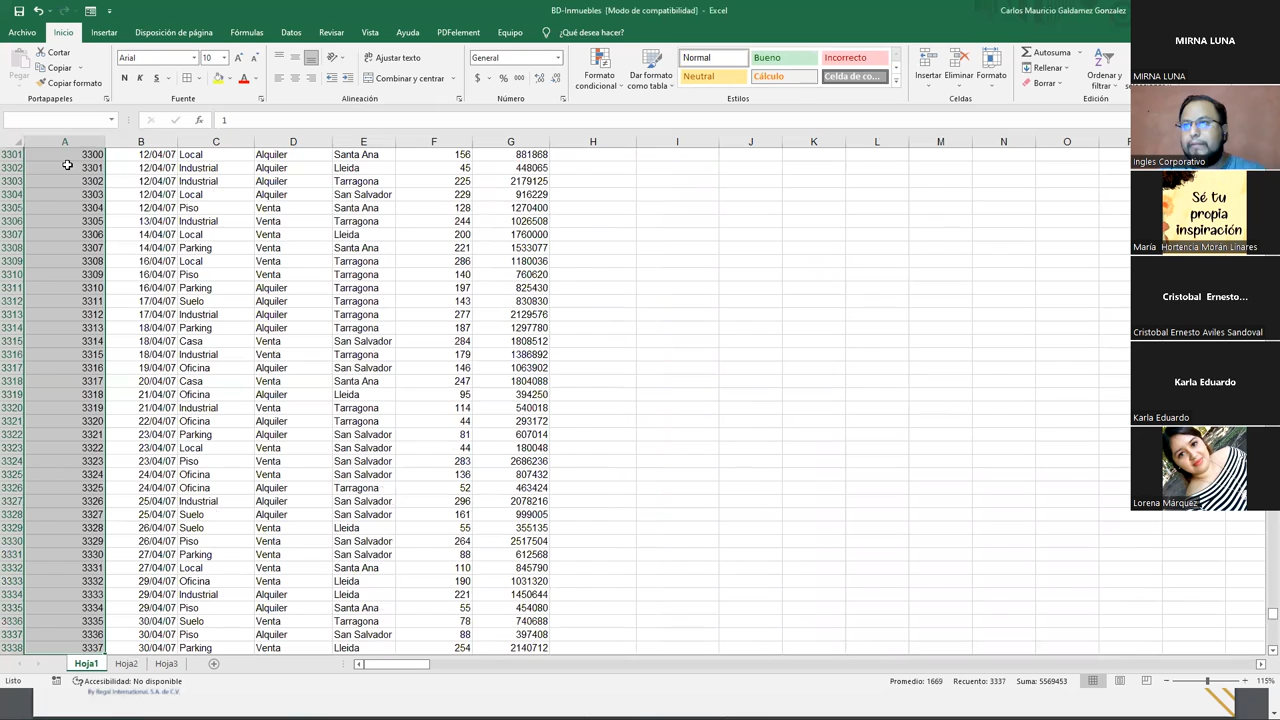 BD-Inmuebles [Modo de compatibilidad] - Excel
Carlos Mauricio Galdamez Gonzalez
Archivo Inicio Insertar Disposición de página Fórmulas Datos Revisar Vista Ayuda PDFelement Equipo ¿Qué desea hacer?
Pegar
Cortar
Copiar
Copiar formato
Portapapeles
Arial 10
N K S
Fuente
Ajustar texto
Combinar y centrar
Alineación
General
$ % 000
Número
Formato condicional
Dar formato como tabla
Normal Bueno Incorrecto
Neutral Cálculo Celda de co...
Estilos
Insertar Eliminar Formato
Celdas
Autosuma
Rellenar
Borrar
Ordenar y filtrar
Edición
fx 1
A B C D E F G H I J K L M N O
3301 3300 12/04/07 Local Alquiler Santa Ana 156 881868
3302 3301 12/04/07 Industrial Alquiler Lleida 45 448065
3303 3302 12/04/07 Industrial Alquiler Tarragona 225 2179125
3304 3303 12/04/07 Local Alquiler San Salvador 229 916229
3305 3304 12/04/07 Piso Venta Santa Ana 128 1270400
3306 3305 13/04/07 Industrial Venta Tarragona 244 1026508
3307 3306 14/04/07 Local Venta Lleida 200 1760000
3308 3307 14/04/07 Parking Venta Santa Ana 221 1533077
3309 3308 16/04/07 Local Venta Tarragona 286 1180036
3310 3309 16/04/07 Piso Venta Tarragona 140 760620
3311 3310 16/04/07 Parking Alquiler Tarragona 197 825430
3312 3311 17/04/07 Suelo Alquiler Tarragona 143 830830
3313 3312 17/04/07 Industrial Venta Tarragona 277 2129576
3314 3313 18/04/07 Parking Alquiler Tarragona 187 1297780
3315 3314 18/04/07 Casa Venta San Salvador 284 1808512
3316 3315 18/04/07 Industrial Venta Tarragona 179 1386892
3317 3316 19/04/07 Oficina Alquiler San Salvador 146 1063902
3318 3317 20/04/07 Casa Venta Santa Ana 247 1804088
3319 3318 21/04/07 Oficina Alquiler Lleida 95 394250
3320 3319 21/04/07 Industrial Venta Tarragona 114 540018
3321 3320 22/04/07 Oficina Alquiler Tarragona 44 293172
3322 3321 23/04/07 Parking Alquiler San Salvador 81 607014
3323 3322 23/04/07 Local Venta San Salvador 44 180048
3324 3323 23/04/07 Piso Venta San Salvador 283 2686236
3325 3324 24/04/07 Oficina Alquiler San Salvador 136 807432
3326 3325 24/04/07 Oficina Alquiler Tarragona 52 463424
3327 3326 25/04/07 Industrial Alquiler San Salvador 296 2078216
3328 3327 25/04/07 Suelo Alquiler San Salvador 161 999005
3329 3328 26/04/07 Suelo Venta Lleida 55 355135
3330 3329 26/04/07 Piso Venta San Salvador 264 2517504
3331 3330 27/04/07 Parking Venta San Salvador 88 612568
3332 3331 27/04/07 Local Venta Santa Ana 110 845790
3333 3332 29/04/07 Oficina Alquiler Lleida 190 1031320
3334 3333 29/04/07 Industrial Alquiler Lleida 221 1450644
3335 3334 29/04/07 Piso Alquiler Santa Ana 55 454080
3336 3335 30/04/07 Suelo Venta Tarragona 78 740688
3337 3336 30/04/07 Piso Alquiler San Salvador 88 397408
3338 3337 30/04/07 Parking Venta Lleida 254 2140712
Hoja1 Hoja2 Hoja3
Listo Accesibilidad: No disponible Promedio: 1669 Recuento: 3337 Suma: 5569453 115%
By Regal International, S.A. de C.V.
MIRNA LUNA
MIRNA LUNA
Ingles Corporativo
Sé tu
propia
inspiración
María Hortencia Morán Linares
Cristobal Ernesto...
Cristobal Ernesto Aviles Sandoval
Karla Eduardo
Karla Eduardo
Lorena Márquez